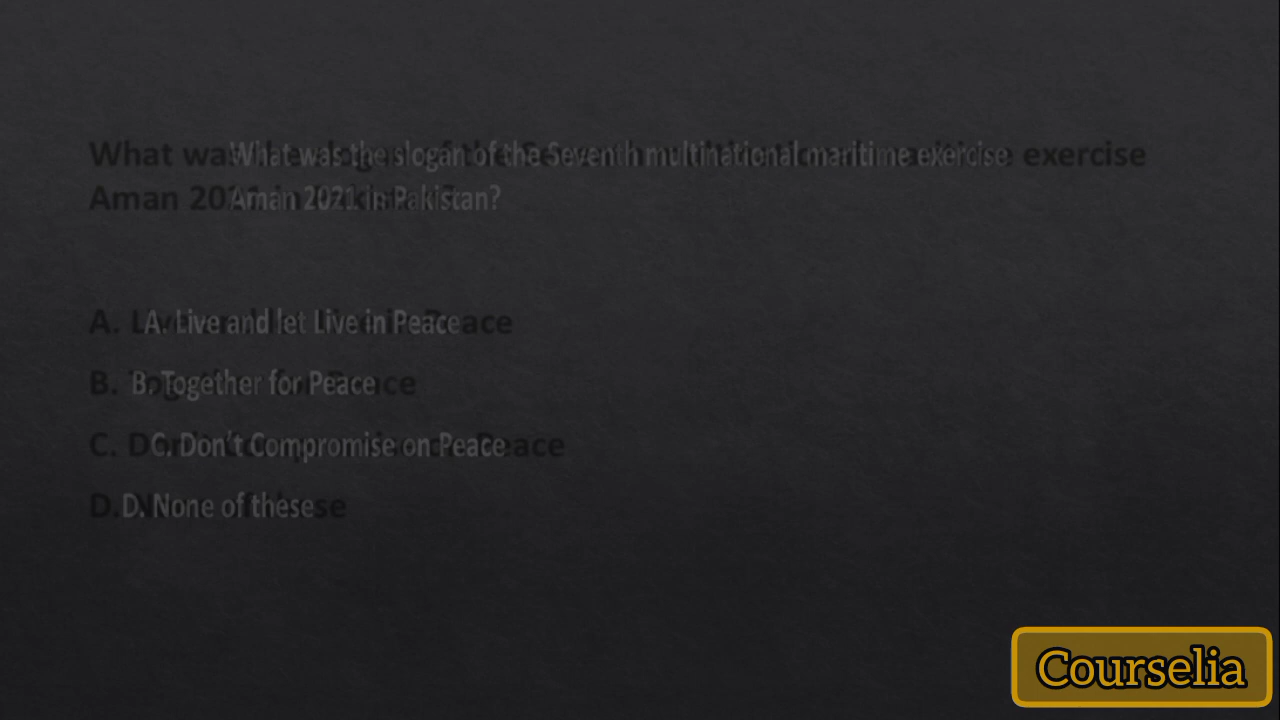 What was the slogan of the Seventh multinational maritime exercise
Aman 2021 in Pakistan?
A. Live and let Live in Peace
B. Together for Peace
C. Don't Compromise on Peace
D. None of these
Courselia